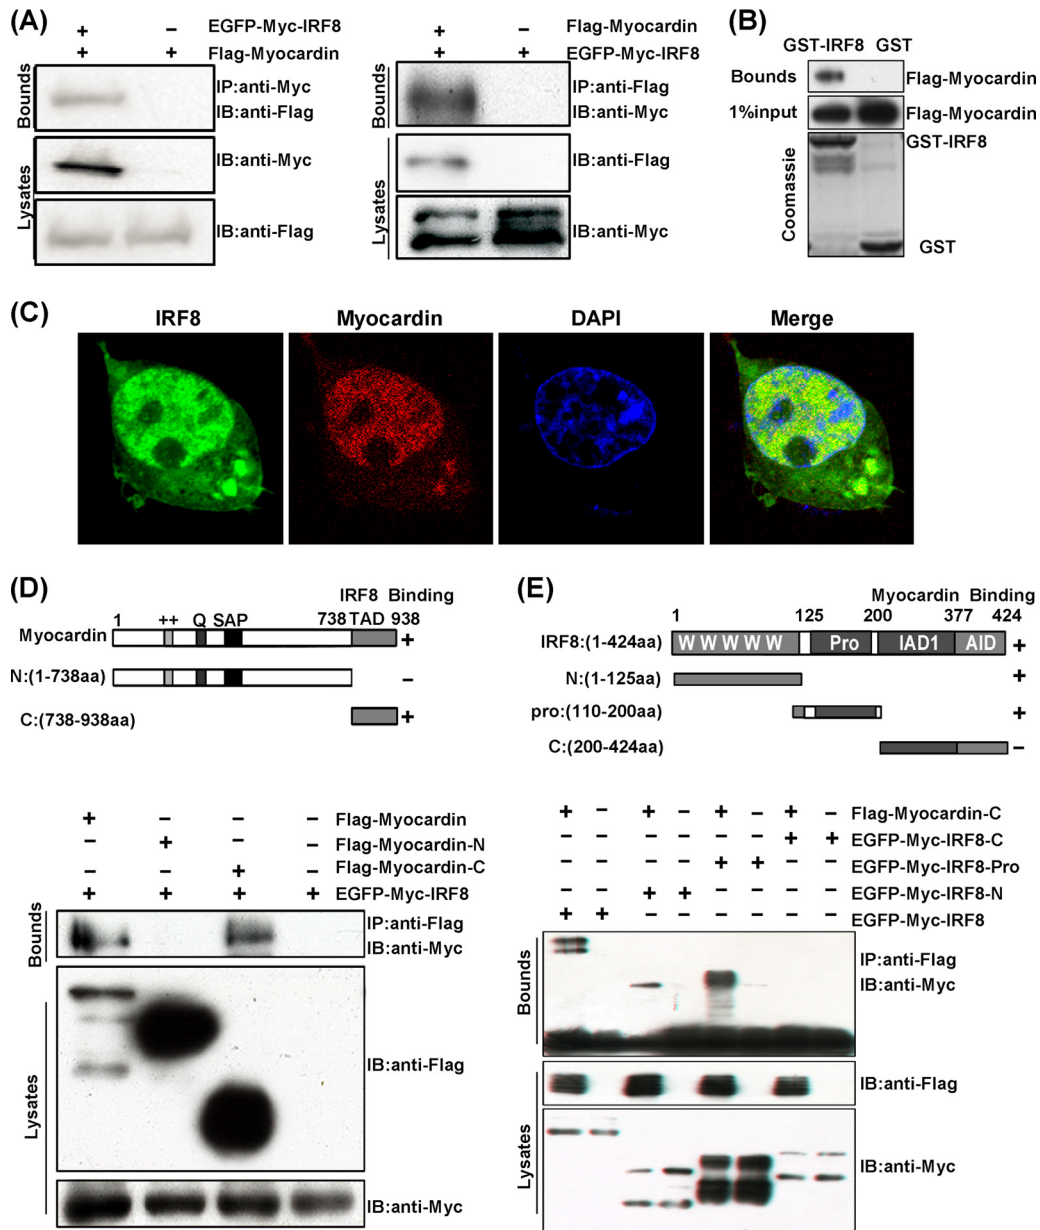 (A)
+ − EGFP-Myc-IRF8
+ + Flag-Myocardin
Bounds
IP:anti-Myc
IB:anti-Flag
Lysates
IB:anti-Myc
IB:anti-Flag
+ − Flag-Myocardin
+ + EGFP-Myc-IRF8
Bounds
IP:anti-Flag
IB:anti-Myc
Lysates
IB:anti-Flag
IB:anti-Myc
(B)
GST-IRF8 GST
Bounds Flag-Myocardin
1%input Flag-Myocardin
Coomassie
GST-IRF8
GST
(C)
IRF8 Myocardin DAPI Merge
(D)
IRF8 Binding
1 ++ Q SAP 738 TAD 938
Myocardin +
N:(1-738aa) −
C:(738-938aa) +
+ − − − Flag-Myocardin
− + − − Flag-Myocardin-N
− − + − Flag-Myocardin-C
+ + + + EGFP-Myc-IRF8
Bounds
IP:anti-Flag
IB:anti-Myc
Lysates
IB:anti-Flag
IB:anti-Myc
(E)
Myocardin Binding
1 125 200 377 424
IRF8:(1-424aa) W W W W W Pro IAD1 AID +
N:(1-125aa) +
pro:(110-200aa) +
C:(200-424aa) −
+ − + − + − + − Flag-Myocardin-C
− − − − − − + + EGFP-Myc-IRF8-C
− − − − + + − − EGFP-Myc-IRF8-Pro
− − + + − − − − EGFP-Myc-IRF8-N
+ + − − − − − − EGFP-Myc-IRF8
Bounds
IP:anti-Flag
IB:anti-Myc
Lysates
IB:anti-Flag
IB:anti-Myc